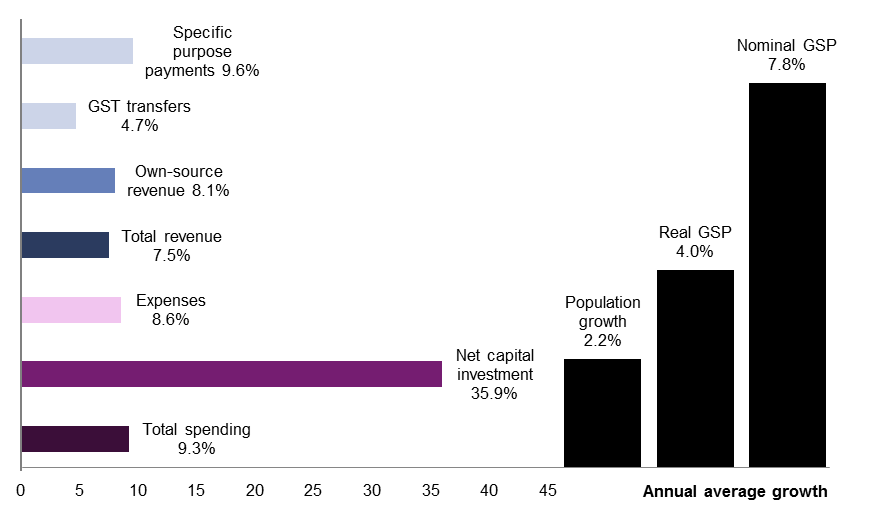 Specific
purpose
payments 9.6%
GST transfers
4.7%
Own-source
revenue 8.1%
Total revenue
7.5%
Expenses
8.6%
Net capital
investment
35.9%
Total spending
9.3%
0 5 10 15 20 25 30 35 40 45
Population
growth
2.2%
Real GSP
4.0%
Nominal GSP
7.8%
Annual average growth